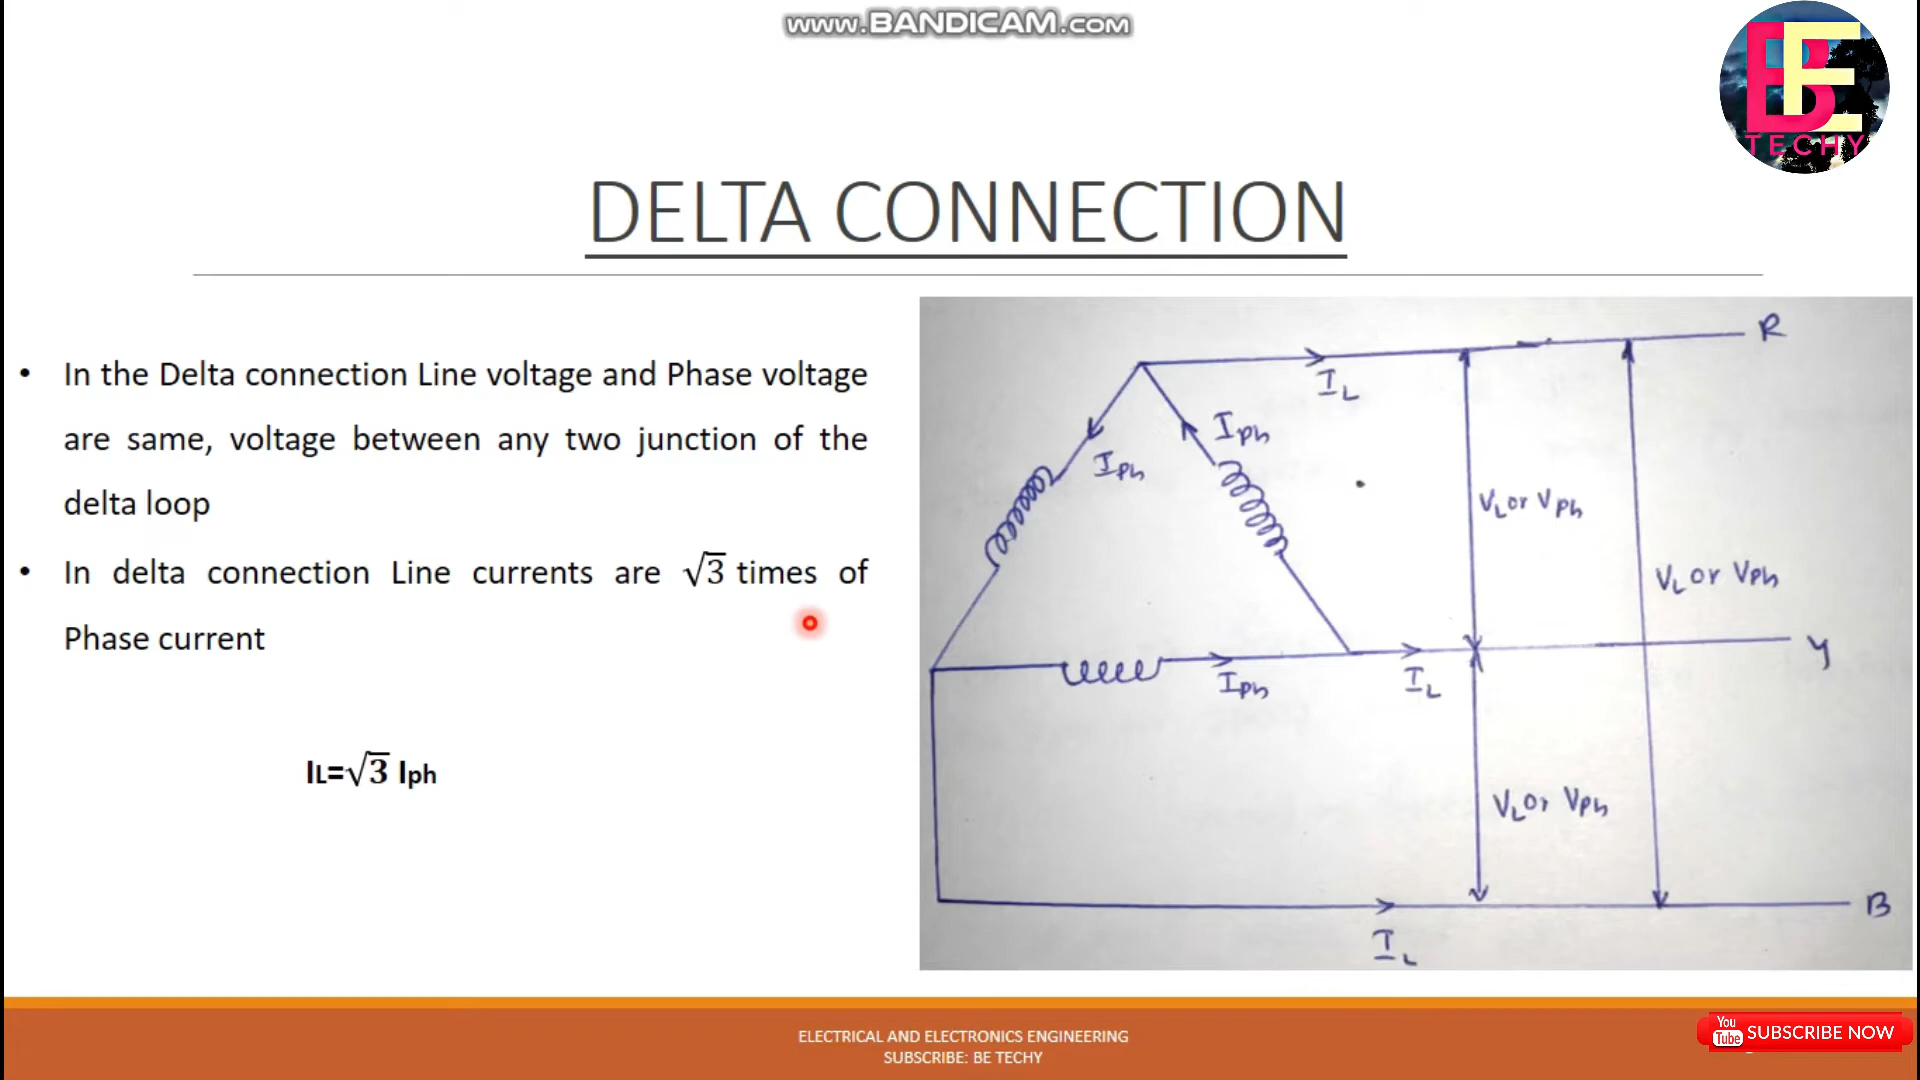 www.BANDICAM.com
BE
TECHY
DELTA CONNECTION
• In the Delta connection Line voltage and Phase voltage
are same, voltage between any two junction of the
delta loop
• In delta connection Line currents are √3 times of
Phase current
IL=√3 Iph
R
IL
Iph
Iph
VL or VPh
VL or VPh
Y
Iph
IL
VL or VPh
B
IL
ELECTRICAL AND ELECTRONICS ENGINEERING
SUBSCRIBE: BE TECHY
You
Tube SUBSCRIBE NOW